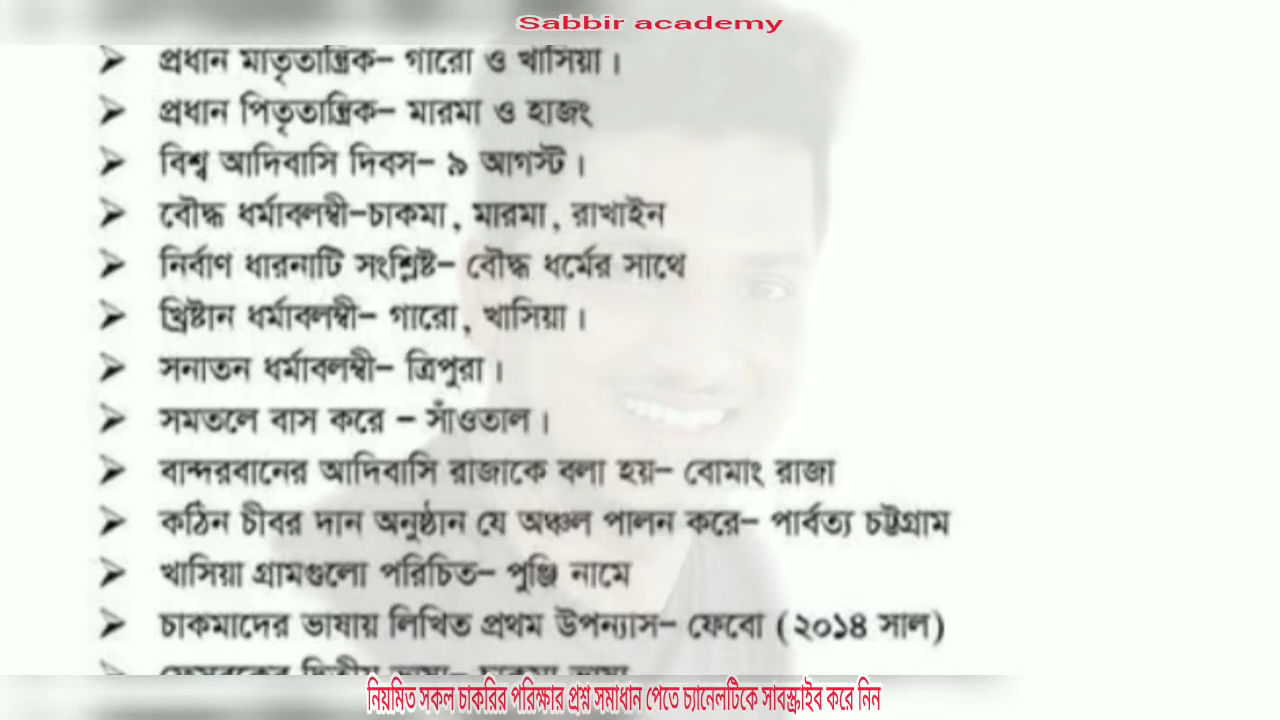 Sabbir academy
➤ প্রধান মাতৃতান্ত্রিক– গারো ও খাসিয়া।
➤ প্রধান পিতৃতান্ত্রিক– মারমা ও হাজং
➤ বিশ্ব আদিবাসি দিবস– ৯ আগস্ট।
➤ বৌদ্ধ ধর্মাবলম্বী–চাকমা, মারমা, রাখাইন
➤ নির্বাণ ধারনাটি সংশ্লিষ্ট– বৌদ্ধ ধর্মের সাথে
➤ খ্রিষ্টান ধর্মাবলম্বী– গারো, খাসিয়া।
➤ সনাতন ধর্মাবলম্বী– ত্রিপুরা।
➤ সমতলে বাস করে – সাঁওতাল।
➤ বান্দরবানের আদিবাসি রাজাকে বলা হয়– বোমাং রাজা
➤ কঠিন চীবর দান অনুষ্ঠান যে অঞ্চল পালন করে– পার্বত্য চট্টগ্রাম
➤ খাসিয়া গ্রামগুলো পরিচিত– পুঞ্জি নামে
➤ চাকমাদের ভাষায় লিখিত প্রথম উপন্যাস– ফেবো (২০১৪ সাল)
নিয়মিত সকল চাকরির পরিক্ষার প্রশ্ন সমাধান পেতে চ্যানেলটিকে সাবস্ক্রাইব করে নিন